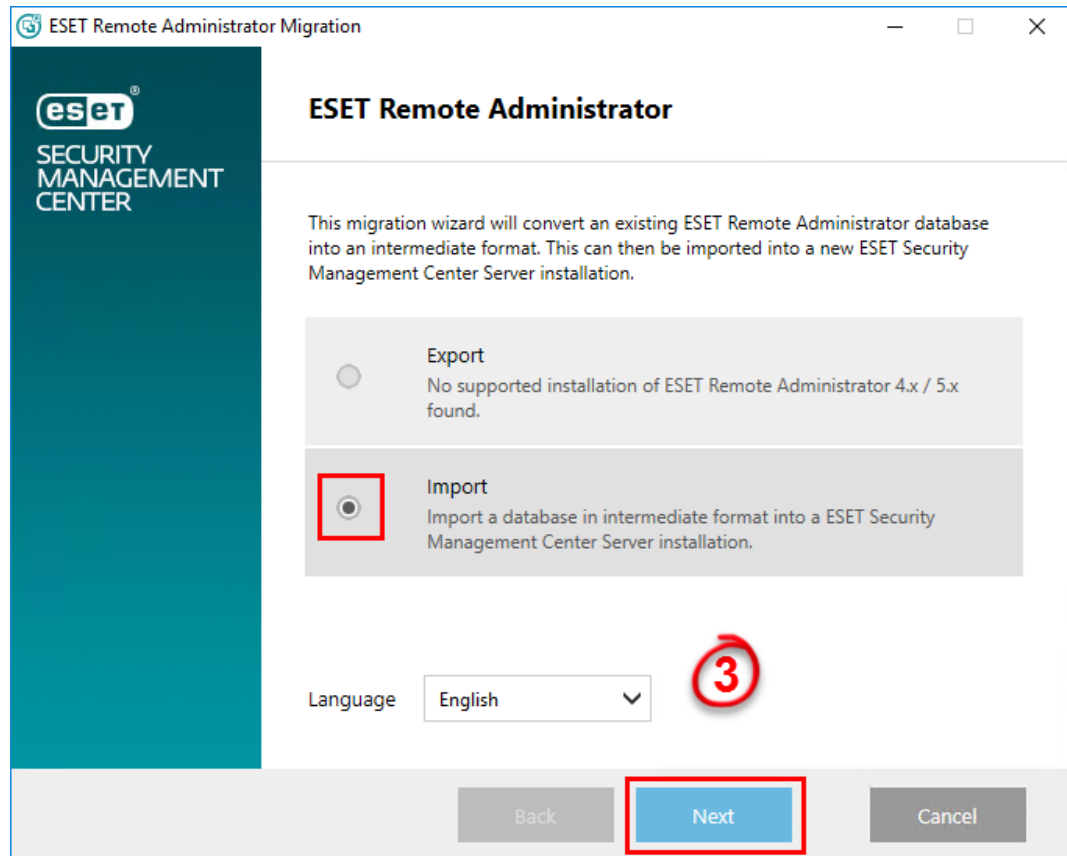 ESET Remote Administrator Migration
eset®
SECURITY
MANAGEMENT
CENTER
ESET Remote Administrator
This migration wizard will convert an existing ESET Remote Administrator database
into an intermediate format. This can then be imported into a new ESET Security
Management Center Server installation.
Export
No supported installation of ESET Remote Administrator 4.x / 5.x
found.
Import
Import a database in intermediate format into a ESET Security
Management Center Server installation.
3
Language English
Back Next Cancel